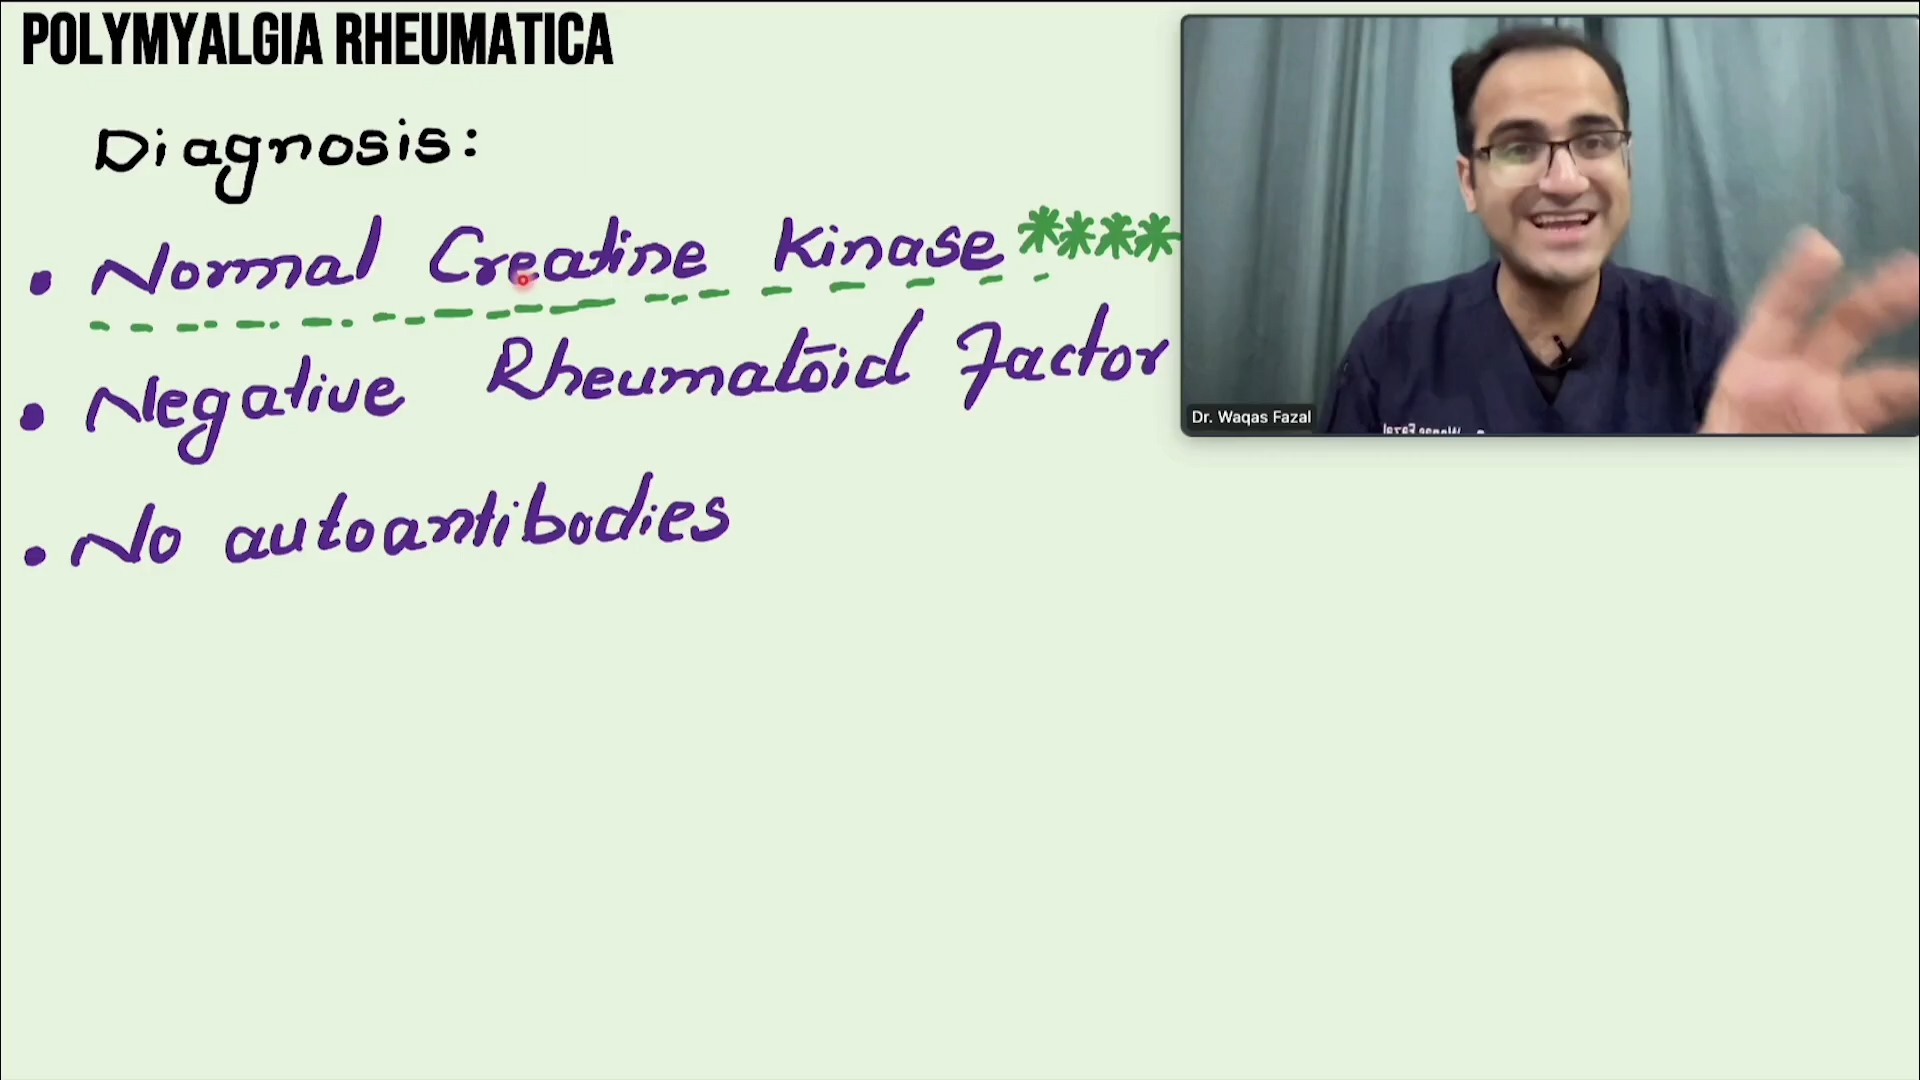 POLYMYALGIA RHEUMATICA
Diagnosis:
• Normal Creatine Kinase ****
• Negative Rheumatoid Factor
• No autoantibodies
Dr. Waqas Fazal